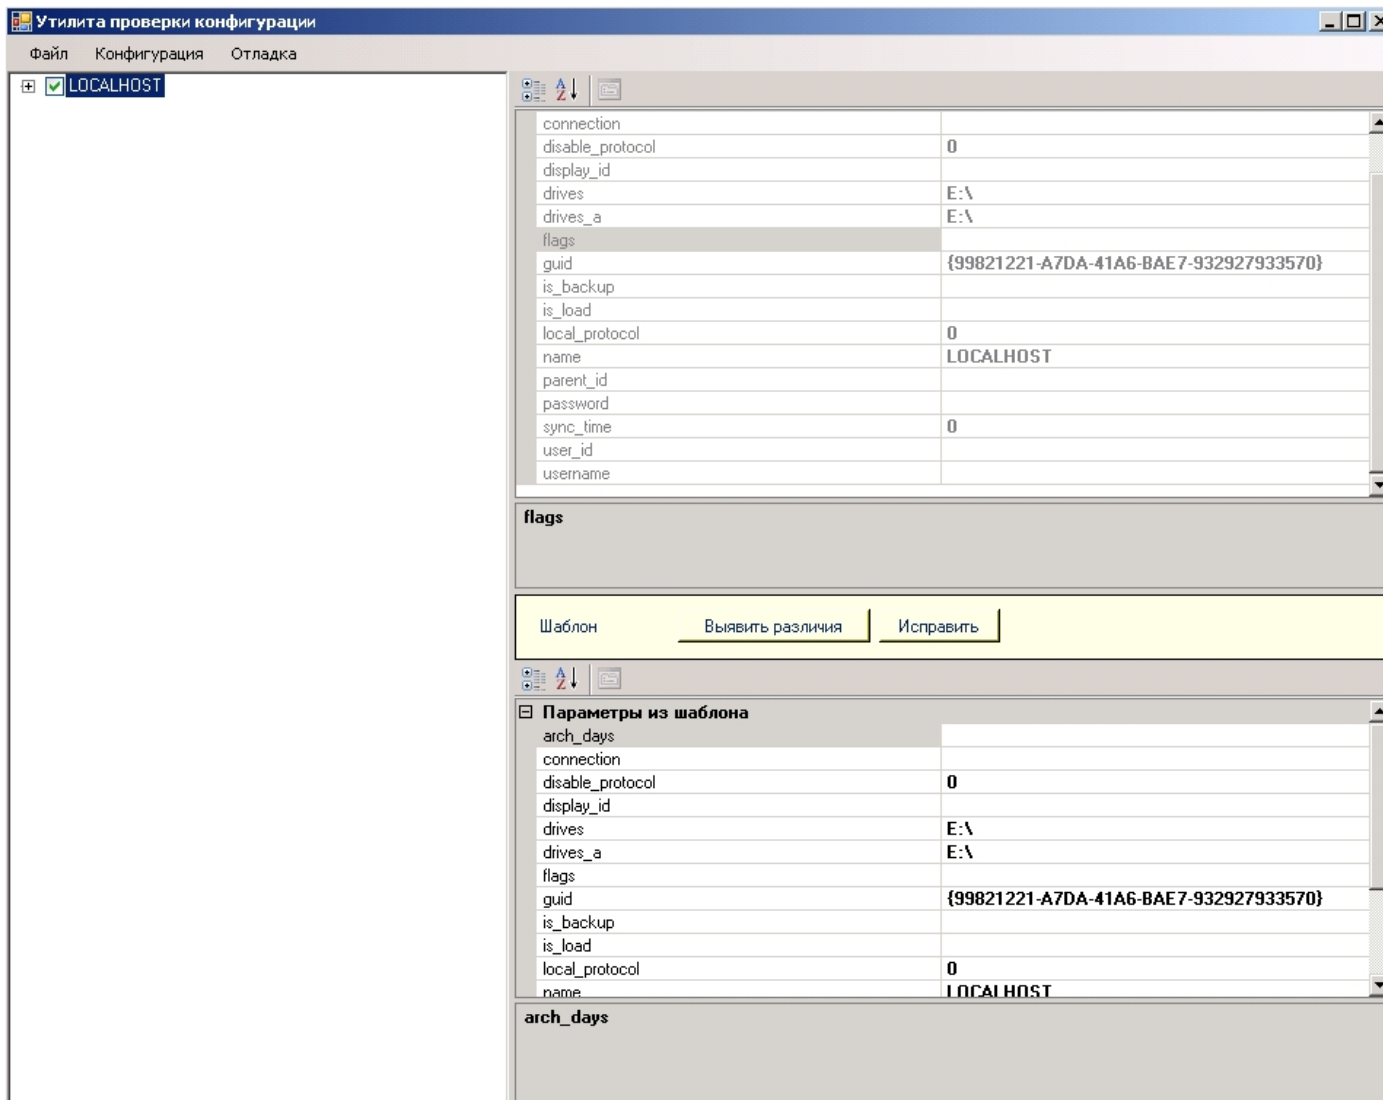 Утилита проверки конфигурации
Файл Конфигурация Отладка
LOCALHOST
connection
disable_protocol 0
display_id
drives E:\
drives_a E:\
flags
guid {99821221-A7DA-41A6-BAE7-932927933570}
is_backup
is_load
local_protocol 0
name LOCALHOST
parent_id
password
sync_time 0
user_id
username
flags
Шаблон Выявить различия Исправить
Параметры из шаблона
arch_days
connection
disable_protocol 0
display_id
drives E:\
drives_a E:\
flags
guid {99821221-A7DA-41A6-BAE7-932927933570}
is_backup
is_load
local_protocol 0
name LOCALHOST
arch_days